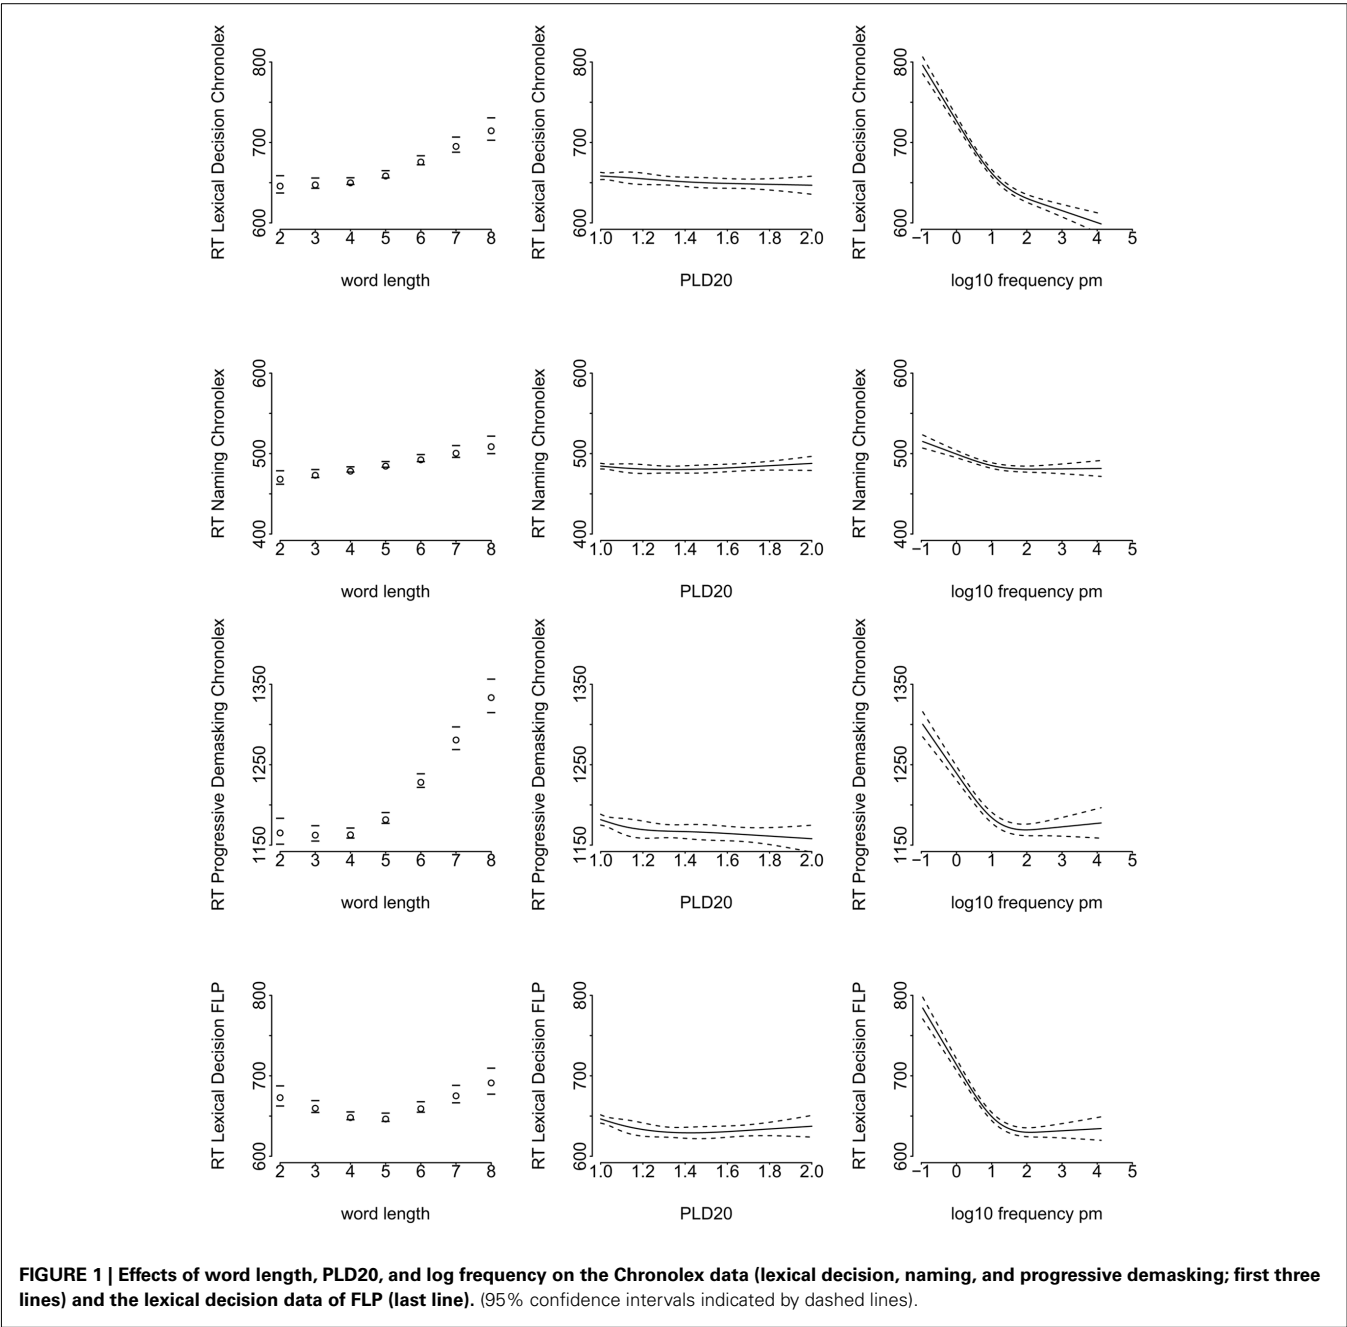 RT Lexical Decision Chronolex
600 700 800
2 3 4 5 6 7 8
word length
RT Lexical Decision Chronolex
600 700 800
1.0 1.2 1.4 1.6 1.8 2.0
PLD20
RT Lexical Decision Chronolex
600 700 800
−1 0 1 2 3 4 5
log10 frequency pm
RT Naming Chronolex
400 500 600
2 3 4 5 6 7 8
word length
RT Naming Chronolex
400 500 600
1.0 1.2 1.4 1.6 1.8 2.0
PLD20
RT Naming Chronolex
400 500 600
−1 0 1 2 3 4 5
log10 frequency pm
RT Progressive Demasking Chronolex
1150 1250 1350
2 3 4 5 6 7 8
word length
RT Progressive Demasking Chronolex
1150 1250 1350
1.0 1.2 1.4 1.6 1.8 2.0
PLD20
RT Progressive Demasking Chronolex
1150 1250 1350
−1 0 1 2 3 4 5
log10 frequency pm
RT Lexical Decision FLP
600 700 800
2 3 4 5 6 7 8
word length
RT Lexical Decision FLP
600 700 800
1.0 1.2 1.4 1.6 1.8 2.0
PLD20
RT Lexical Decision FLP
600 700 800
−1 0 1 2 3 4 5
log10 frequency pm
FIGURE 1 | Effects of word length, PLD20, and log frequency on the Chronolex data (lexical decision, naming, and progressive demasking; first three
lines) and the lexical decision data of FLP (last line). (95% confidence intervals indicated by dashed lines).